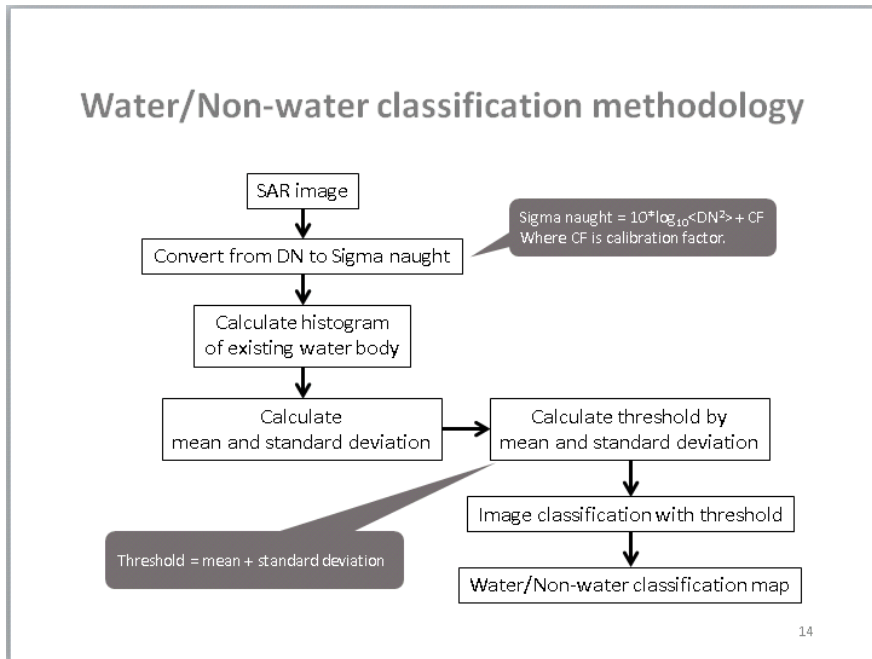 Water/Non-water classification methodology
SAR image
Sigma naught = 10*log₁₀<DN²> + CF
Where CF is calibration factor.
Convert from DN to Sigma naught
Calculate histogram
of existing water body
Calculate
mean and standard deviation
Calculate threshold by
mean and standard deviation
Image classification with threshold
Threshold = mean + standard deviation
Water/Non-water classification map
14